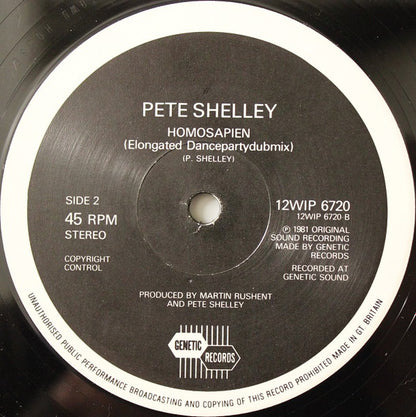 PETE SHELLEY
HOMOSAPIEN
(Elongated Dancepartydubmix)
(P. SHELLEY)
SIDE 2
45 RPM
STEREO
COPYRIGHT
CONTROL
12WIP 6720
12WIP 6720 B
℗ 1981 ORIGINAL
SOUND RECORDING
MADE BY GENETIC
RECORDS
RECORDED AT
GENETIC SOUND
PRODUCED BY MARTIN RUSHENT
AND PETE SHELLEY
GENETIC RECORDS
UNAUTHORISED PUBLIC PERFORMANCE BROADCASTING AND COPYING OF THIS RECORD PROHIBITED MADE IN GT BRITAIN